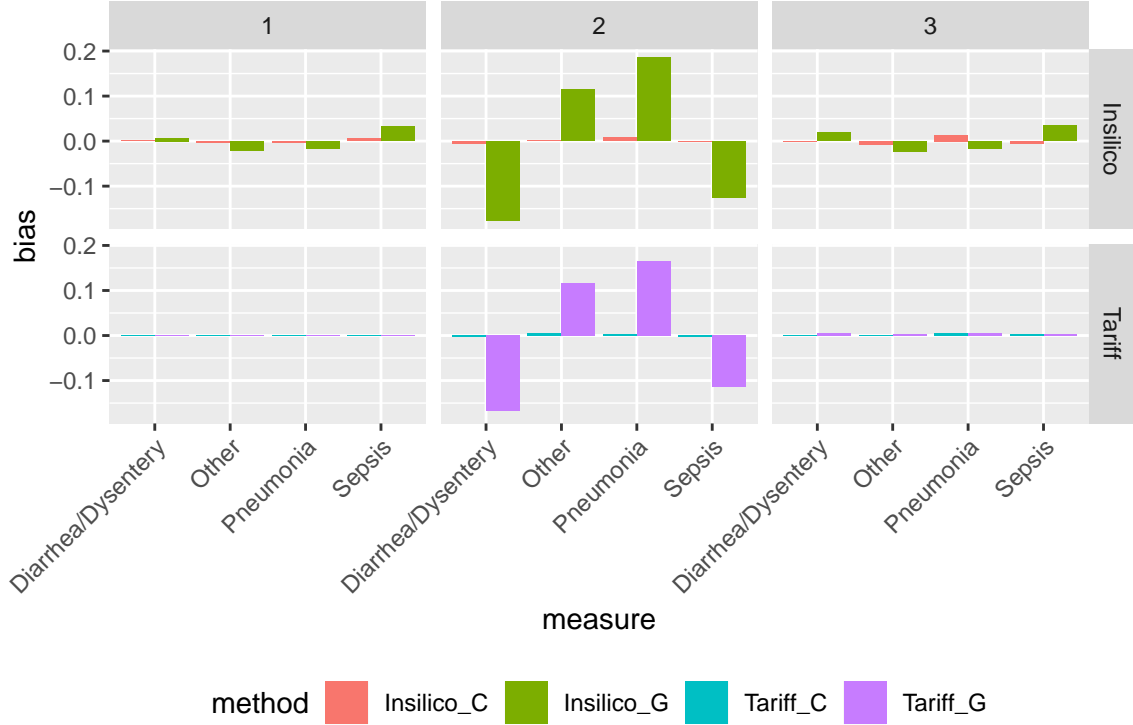 1 2 3
0.2
0.1
0.0
−0.1
Insilico
0.2
0.1
0.0
−0.1
Tariff
bias
Diarrhea/Dysentery Other Pneumonia Sepsis Diarrhea/Dysentery Other Pneumonia Sepsis Diarrhea/Dysentery Other Pneumonia Sepsis
measure
method Insilico_C Insilico_G Tariff_C Tariff_G